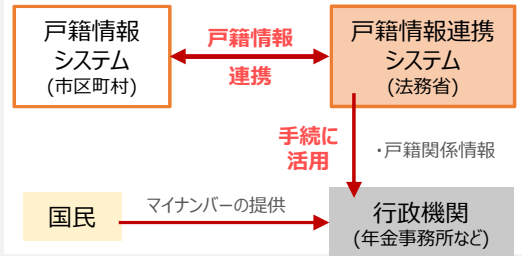 戸籍情報
システム
(市区町村)
戸籍情報
連携
戸籍情報連携
システム
(法務省)
手続に
活用
・戸籍関係情報
国民
マイナンバーの提供
行政機関
(年金事務所など)